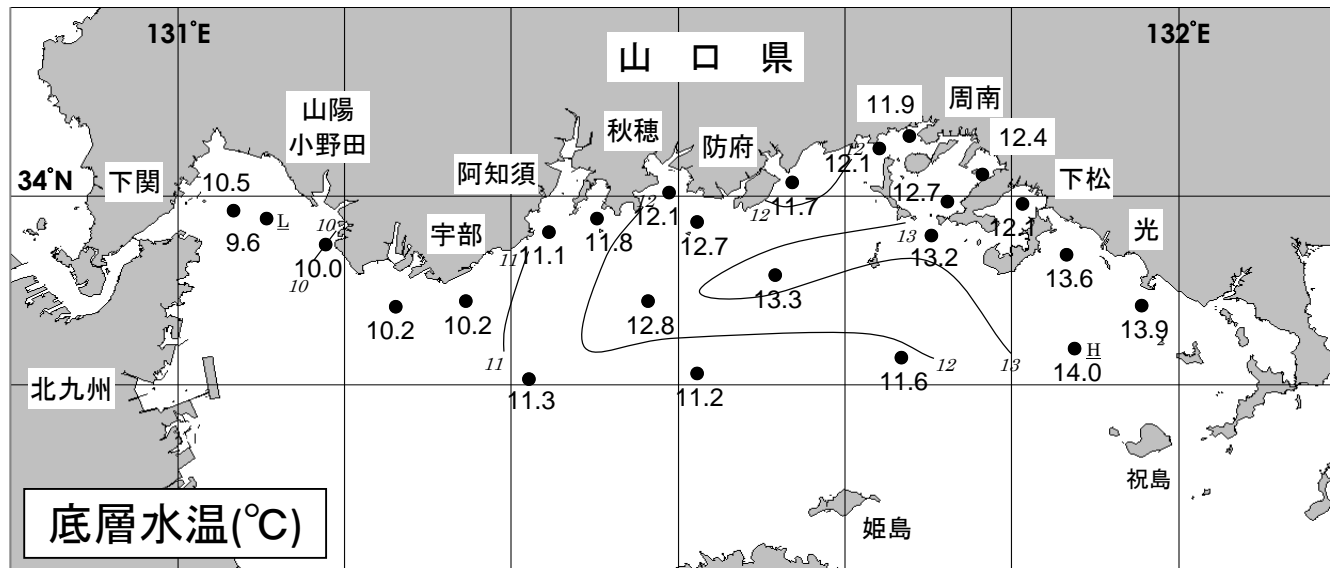 131°E
132°E
山 口 県
山陽
小野田
秋穂
防府
11.9
周南
12.4
阿知須
34°N
下関
10.5
12
12.1
12.7
下松
12
12.1
12
11.7
12.1
9.6
L
10
10.0
10
宇部
11
11.1
11.8
12.7
13
13.2
13.6
光
10.2
10.2
12.8
13.3
13.9
2
11
11.3
11.2
11.6
12
13
H
14.0
北九州
祝島
姫島
底層水温(℃)